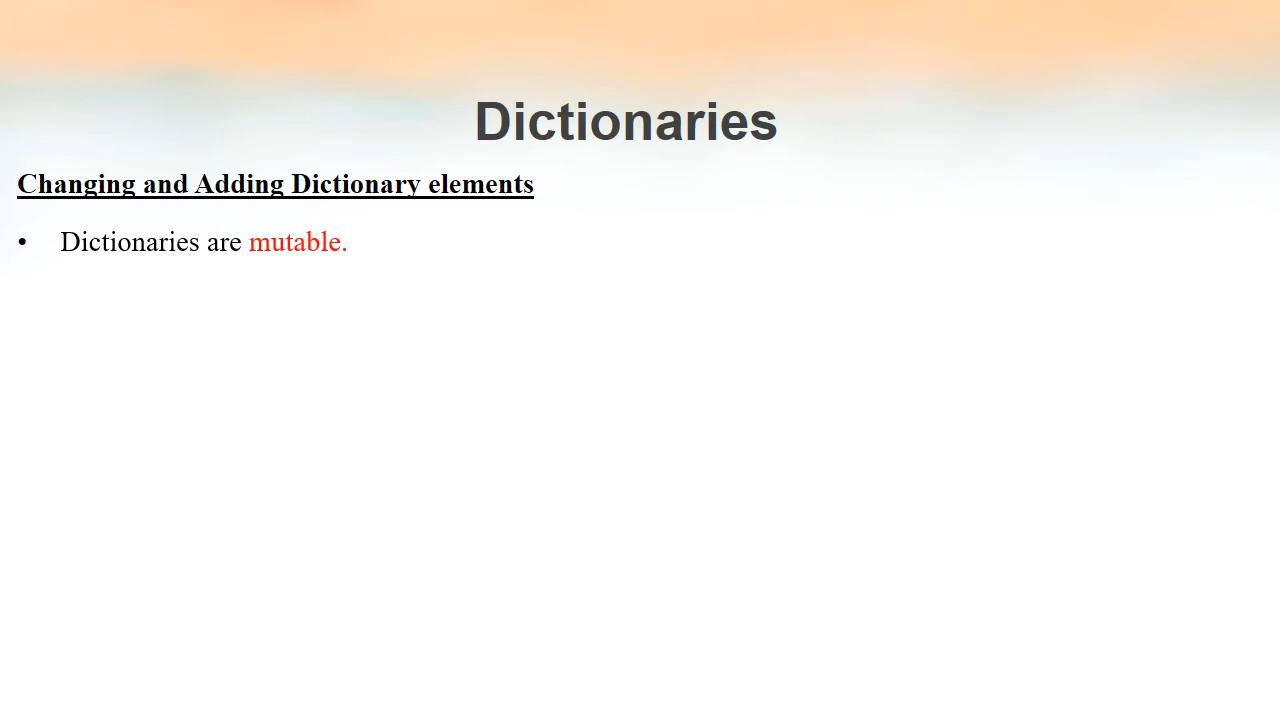 Dictionaries
Changing and Adding Dictionary elements
• Dictionaries are mutable.